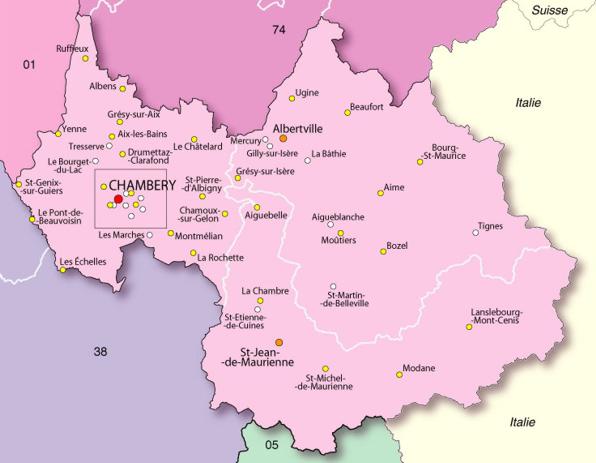 Suisse
74
Ruffieux
01
Albens
Ugine
Italie
Beaufort
Grésy-sur-Aix
Yenne
Aix-les-Bains
Albertville
Tresserve
Le Châtelard
Mercury
Gilly-sur-Isère
Drumettaz-
-Clarafond
La Bâthie
Bourg-
-St-Maurice
Le Bourget-
-du-Lac
Grésy-sur-Isère
St-Genix-
-sur-Guiers
CHAMBERY
St-Pierre-
-d'Albigny
Aime
Le Pont-de-
-Beauvoisin
Chamoux-
-sur-Gelon
Aiguebelle
Aigueblanche
Tignes
Les Marches
Montmélian
Moûtiers
Bozel
La Rochette
Les Échelles
La Chambre
St-Martin-
-de-Belleville
St-Etienne-
-de-Cuines
Lanslebourg-
-Mont-Cenis
38
St-Jean-
-de-Maurienne
Modane
St-Michel-
-de-Maurienne
Italie
05